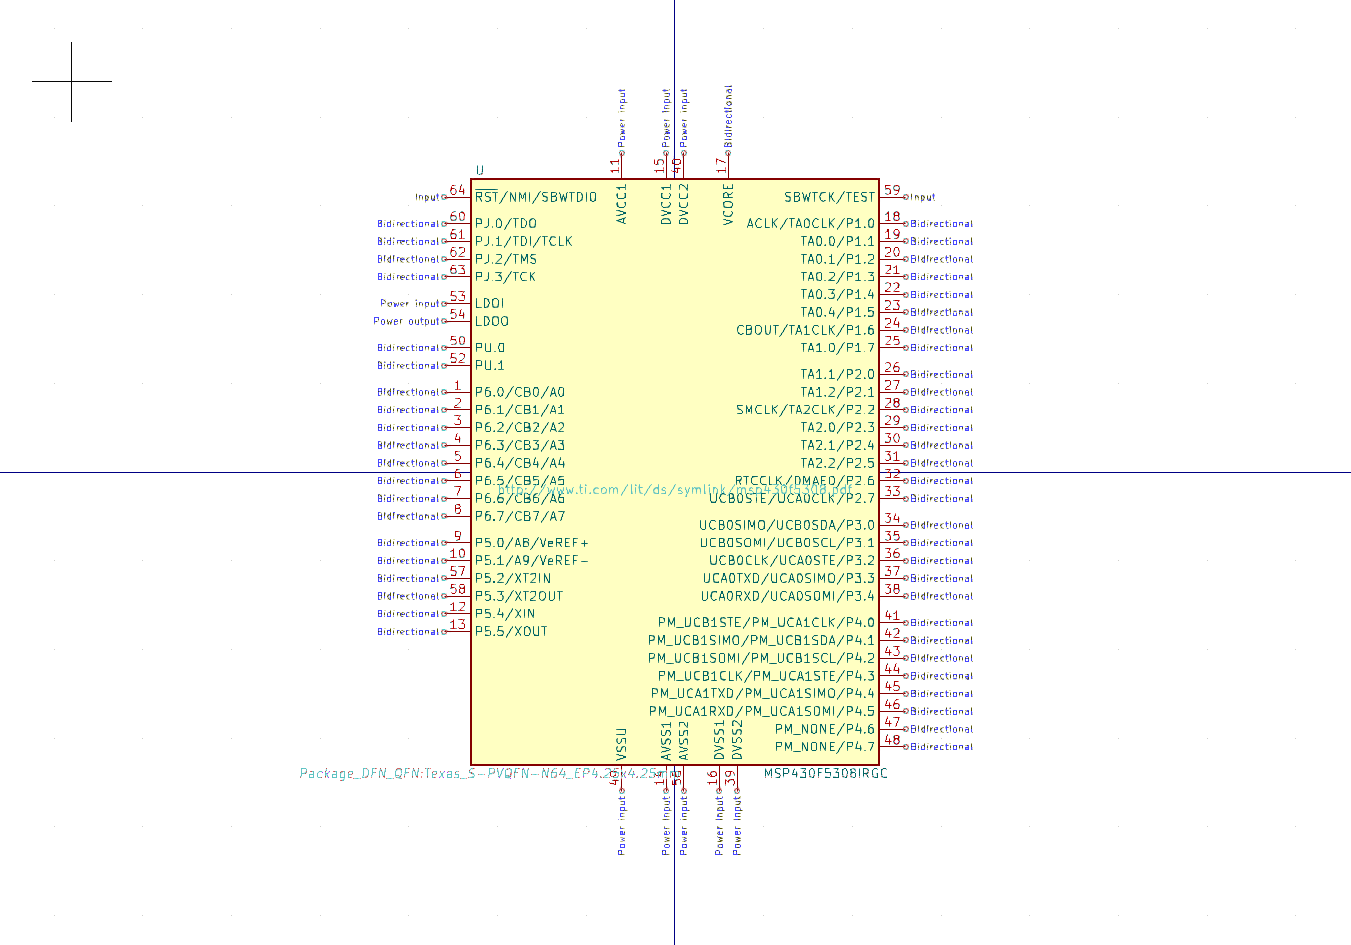 Power input
Power input
Power input
Bidirectional
11
15
40
17
U
AVCC1
DVCC1
DVCC2
VCORE
Input 64 RST/NMI/SBWTDIO
SBWTCK/TEST 59 Input
Bidirectional 60 PJ.0/TDO
ACLK/TA0CLK/P1.0 18 Bidirectional
Bidirectional 61 PJ.1/TDI/TCLK
TA0.0/P1.1 19 Bidirectional
Bidirectional 62 PJ.2/TMS
TA0.1/P1.2 20 Bidirectional
Bidirectional 63 PJ.3/TCK
TA0.2/P1.3 21 Bidirectional
TA0.3/P1.4 22 Bidirectional
Power input 53 LDOI
TA0.4/P1.5 23 Bidirectional
Power output 54 LDOO
CBOUT/TA1CLK/P1.6 24 Bidirectional
Bidirectional 50 PU.0
TA1.0/P1.7 25 Bidirectional
Bidirectional 52 PU.1
TA1.1/P2.0 26 Bidirectional
Bidirectional 1 P6.0/CB0/A0
TA1.2/P2.1 27 Bidirectional
Bidirectional 2 P6.1/CB1/A1
SMCLK/TA2CLK/P2.2 28 Bidirectional
Bidirectional 3 P6.2/CB2/A2
TA2.0/P2.3 29 Bidirectional
Bidirectional 4 P6.3/CB3/A3
TA2.1/P2.4 30 Bidirectional
Bidirectional 5 P6.4/CB4/A4
TA2.2/P2.5 31 Bidirectional
Bidirectional 6 P6.5/CB5/A5
RTCCLK/DMAE0/P2.6 32 Bidirectional
http://www.ti.com/lit/ds/symlink/msp430f5308.pdf
Bidirectional 7 P6.6/CB6/A6
UCB0STE/UCA0CLK/P2.7 33 Bidirectional
Bidirectional 8 P6.7/CB7/A7
UCB0SIMO/UCB0SDA/P3.0 34 Bidirectional
Bidirectional 9 P5.0/A8/VeREF+
UCB0SOMI/UCB0SCL/P3.1 35 Bidirectional
Bidirectional 10 P5.1/A9/VeREF-
UCB0CLK/UCA0STE/P3.2 36 Bidirectional
Bidirectional 57 P5.2/XT2IN
UCA0TXD/UCA0SIMO/P3.3 37 Bidirectional
Bidirectional 58 P5.3/XT2OUT
UCA0RXD/UCA0SOMI/P3.4 38 Bidirectional
Bidirectional 12 P5.4/XIN
PM_UCB1STE/PM_UCA1CLK/P4.0 41 Bidirectional
Bidirectional 13 P5.5/XOUT
PM_UCB1SIMO/PM_UCB1SDA/P4.1 42 Bidirectional
PM_UCB1SOMI/PM_UCB1SCL/P4.2 43 Bidirectional
PM_UCB1CLK/PM_UCA1STE/P4.3 44 Bidirectional
PM_UCA1TXD/PM_UCA1SIMO/P4.4 45 Bidirectional
PM_UCA1RXD/PM_UCA1SOMI/P4.5 46 Bidirectional
PM_NONE/P4.6 47 Bidirectional
PM_NONE/P4.7 48 Bidirectional
VSSU
AVSS1
AVSS2
DVSS1
DVSS2
Package_DFN_QFN:Texas_S-PVQFN-N64_EP4.25x4.25mm
MSP430F5308IRGC
49
14
56
16
39
Power input
Power input
Power input
Power input
Power input